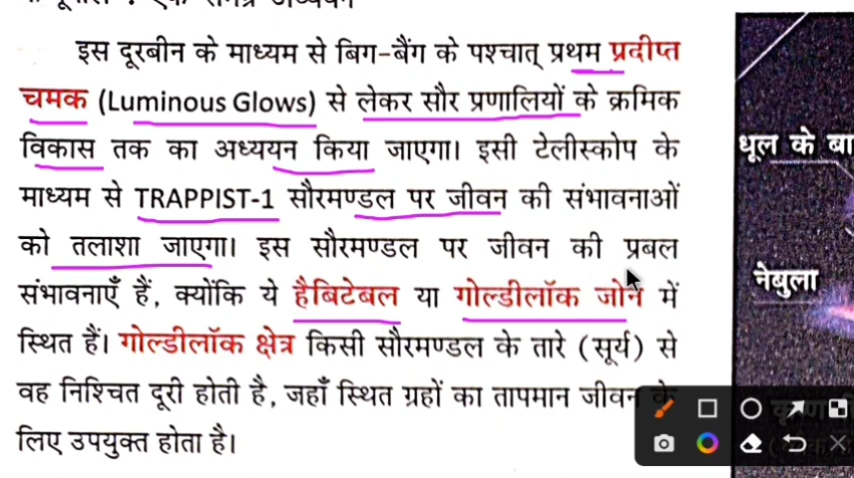 इस दूरबीन के माध्यम से बिग-बैंग के पश्चात् प्रथम प्रदीप्त
चमक (Luminous Glows) से लेकर सौर प्रणालियों के क्रमिक
विकास तक का अध्ययन किया जाएगा। इसी टेलीस्कोप के
माध्यम से TRAPPIST-1 सौरमण्डल पर जीवन की संभावनाओं
को तलाशा जाएगा। इस सौरमण्डल पर जीवन की प्रबल
संभावनाएँ हैं, क्योंकि ये हैबिटेबल या गोल्डीलॉक जोन में
स्थित हैं। गोल्डीलॉक क्षेत्र किसी सौरमण्डल के तारे (सूर्य) से
वह निश्चित दूरी होती है, जहाँ स्थित ग्रहों का तापमान जीवन के
लिए उपयुक्त होता है।
धूल के
नेबुला